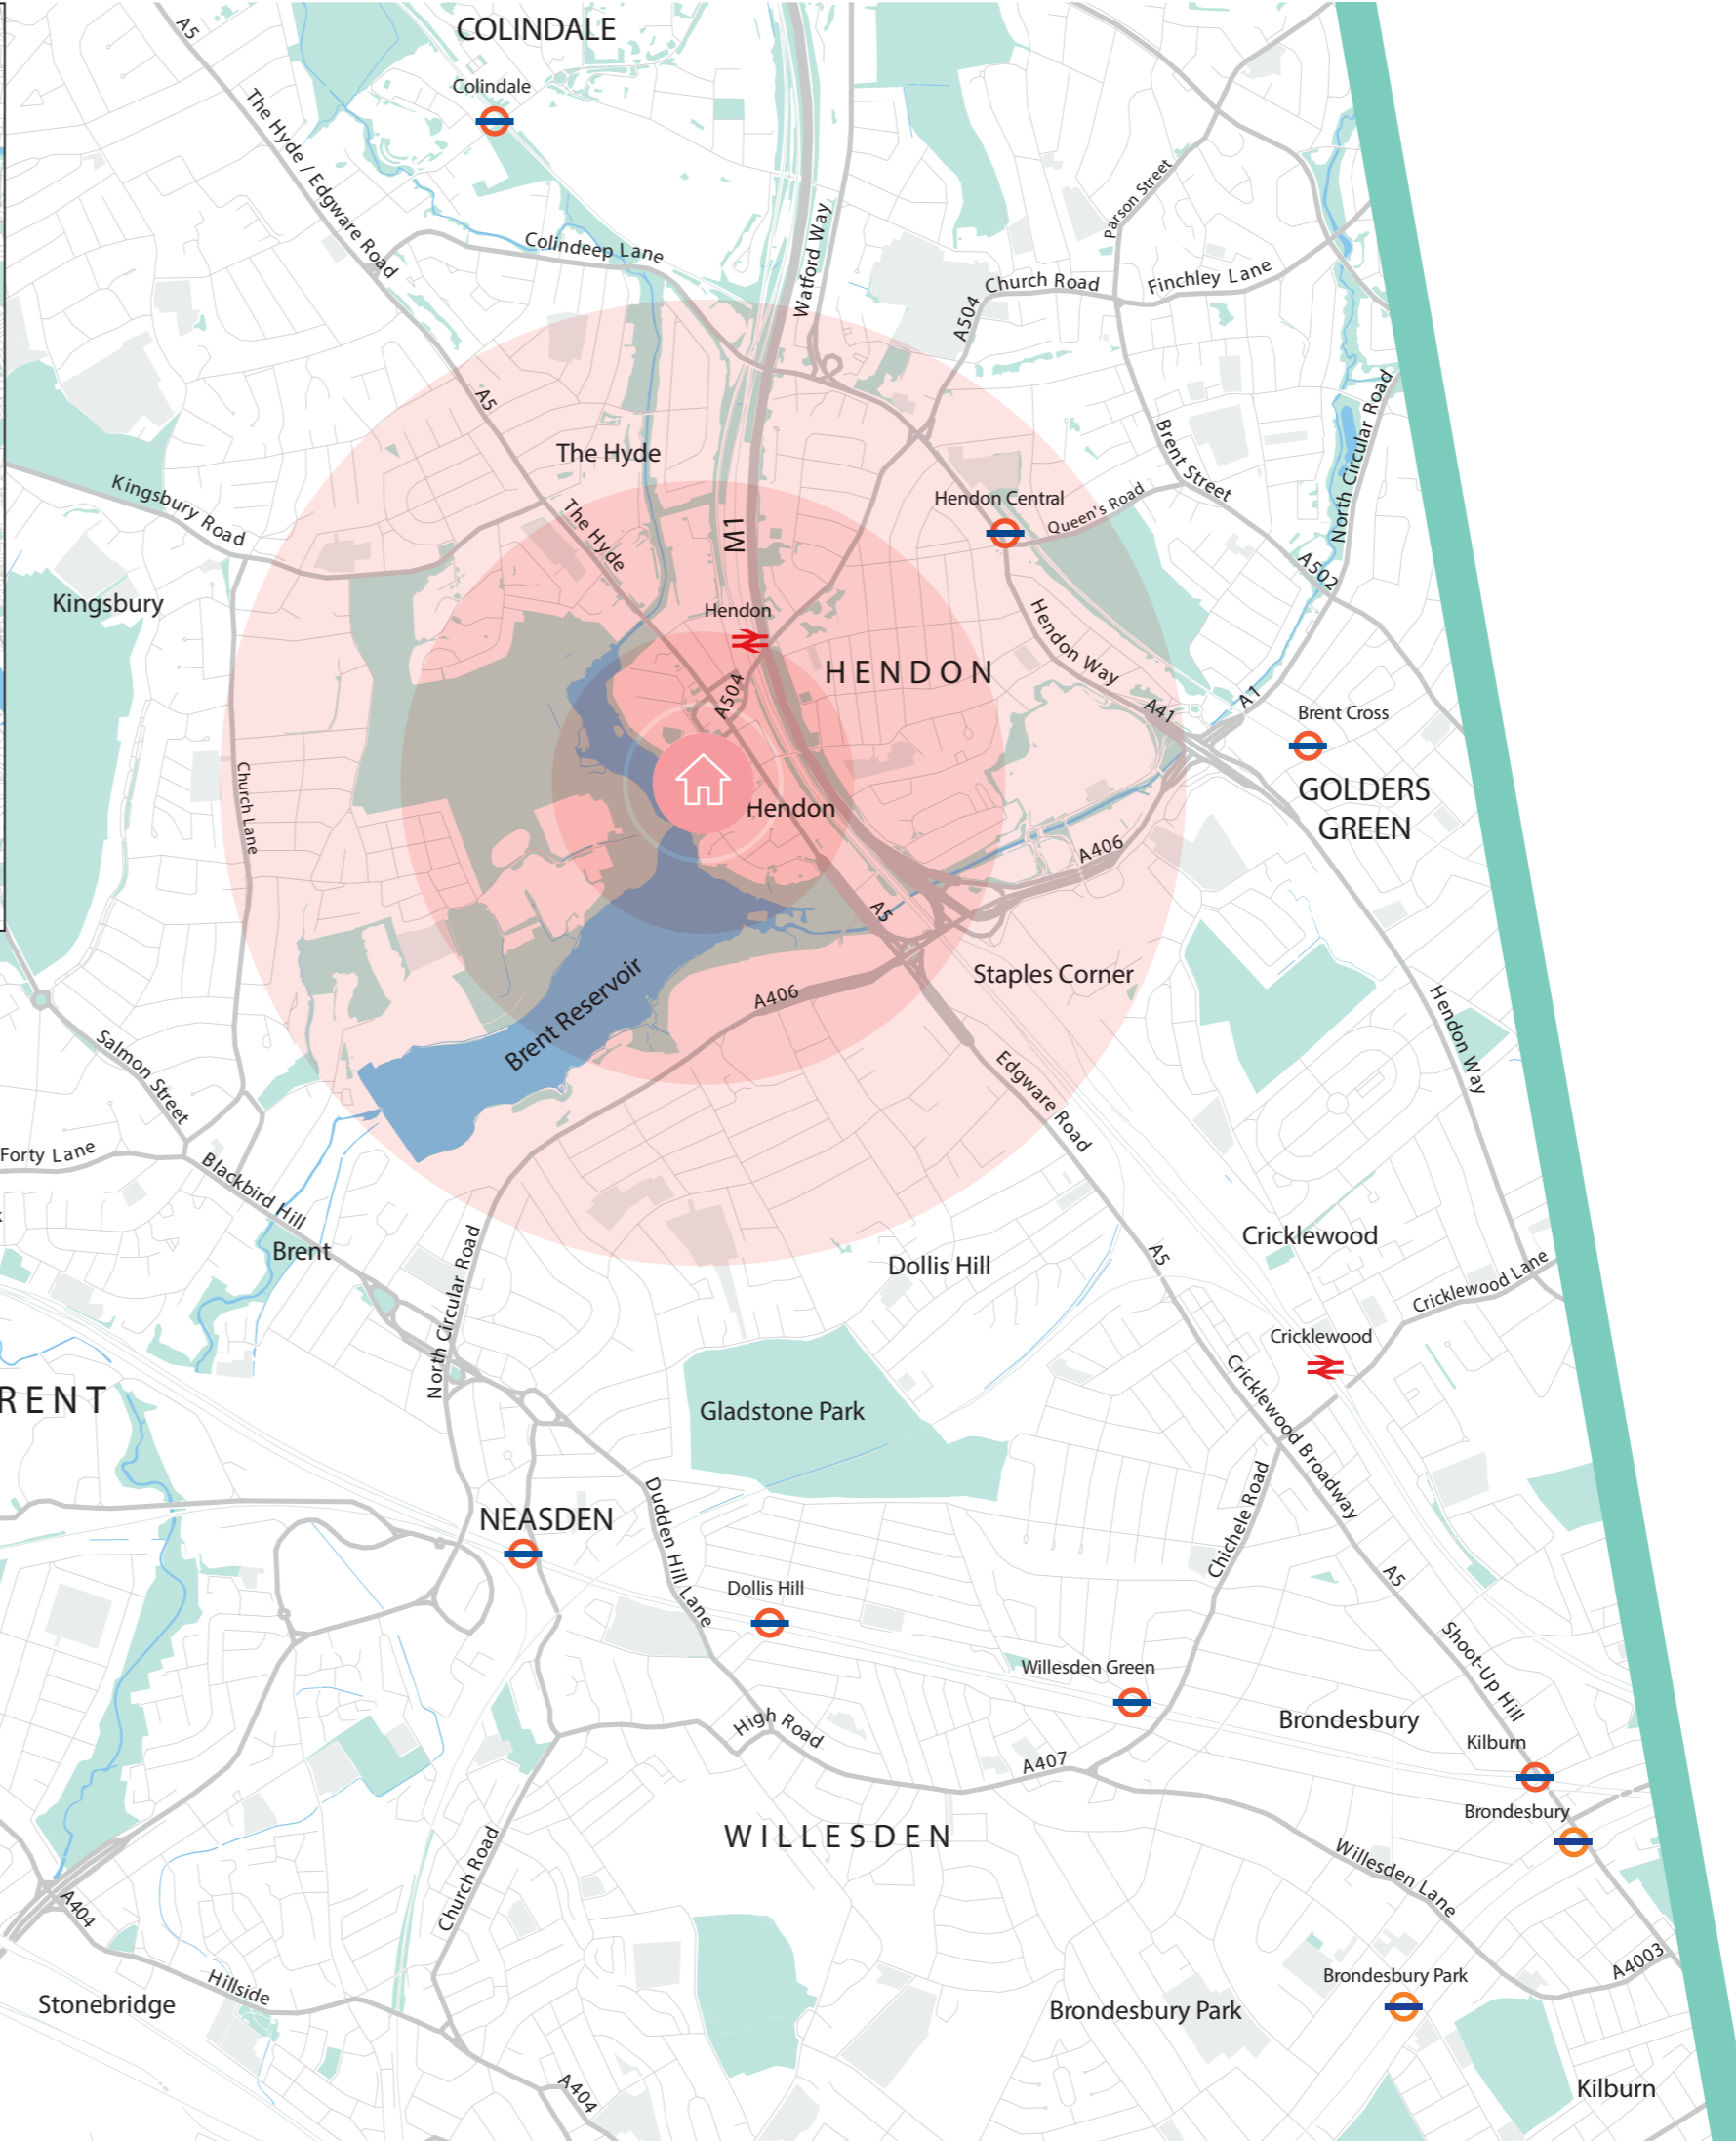 COLINDALE
A5
Colindale
The Hyde / Edgware Road
Colindeep Lane
Watford Way
Parson Street
Church Road
Finchley Lane
A504
A5
North Circular Road
The Hyde
Brent Street
Kingsbury Road
Hendon Central
Queen's Road
The Hyde
M1
A502
Kingsbury
Hendon
Hendon Way
HENDON
A504
A1
A41
Brent Cross
Church Lane
GOLDERS
GREEN
Hendon
A406
A5
Staples Corner
Brent Reservoir
A406
Hendon Way
Salmon Street
Edgware Road
Forty Lane
Blackbird Hill
Brent
Cricklewood
A5
Dollis Hill
North Circular Road
Cricklewood Lane
Cricklewood
RENT
Gladstone Park
Cricklewood Broadway
NEASDEN
Dudden Hill Lane
Chichele Road
A5
Dollis Hill
Shoot-Up Hill
Willesden Green
Brondesbury
High Road
Kilburn
A407
Brondesbury
WILLESDEN
Church Road
Willesden Lane
A404
A4003
Brondesbury Park
Hillside
Stonebridge
Brondesbury Park
A404
Kilburn